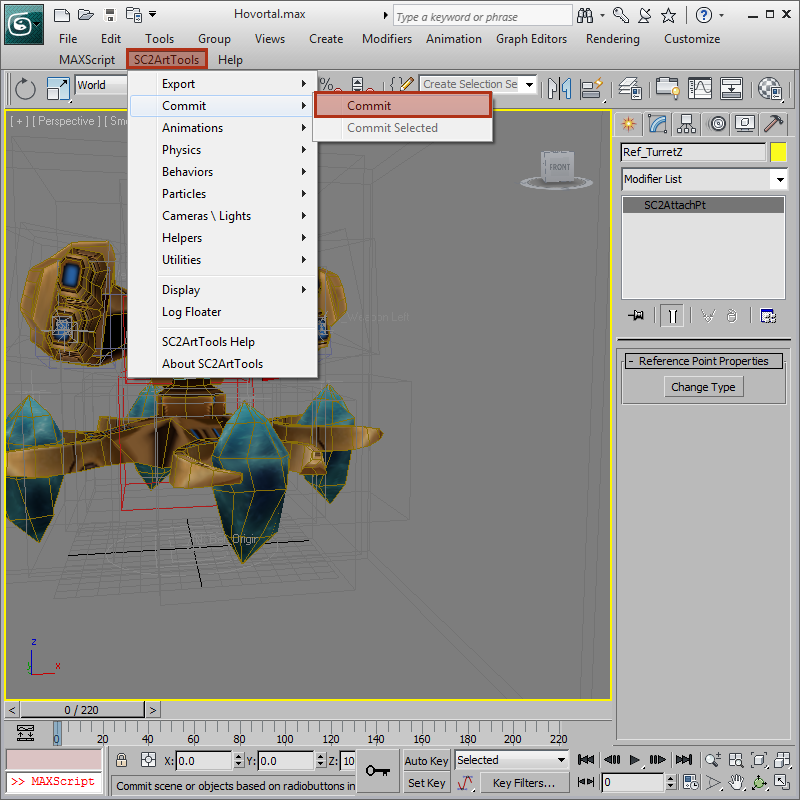 Hovortal.max
Type a keyword or phrase
File Edit Tools Group Views Create Modifiers Animation Graph Editors Rendering Customize
MAXScript SC2ArtTools Help
World
Create Selection Se
Export
Commit
Animations
Physics
Behaviors
Particles
Cameras \ Lights
Helpers
Utilities
Display
Log Floater
SC2ArtTools Help
About SC2ArtTools
Commit
Commit Selected
[ + ] [ Perspective ] [ Smo
FRONT
Weapon Left
Origin
z
x
Ref_TurretZ
Modifier List
SC2AttachPt
- Reference Point Properties
Change Type
< 0 / 220 >
0 20 40 60 80 100 120 140 160 180 200 220
X: 0.0 Y: 0.0 Z: 10
Auto Key Selected
>> MAXScript
Commit scene or objects based on radiobuttons in
Set Key Key Filters...
0